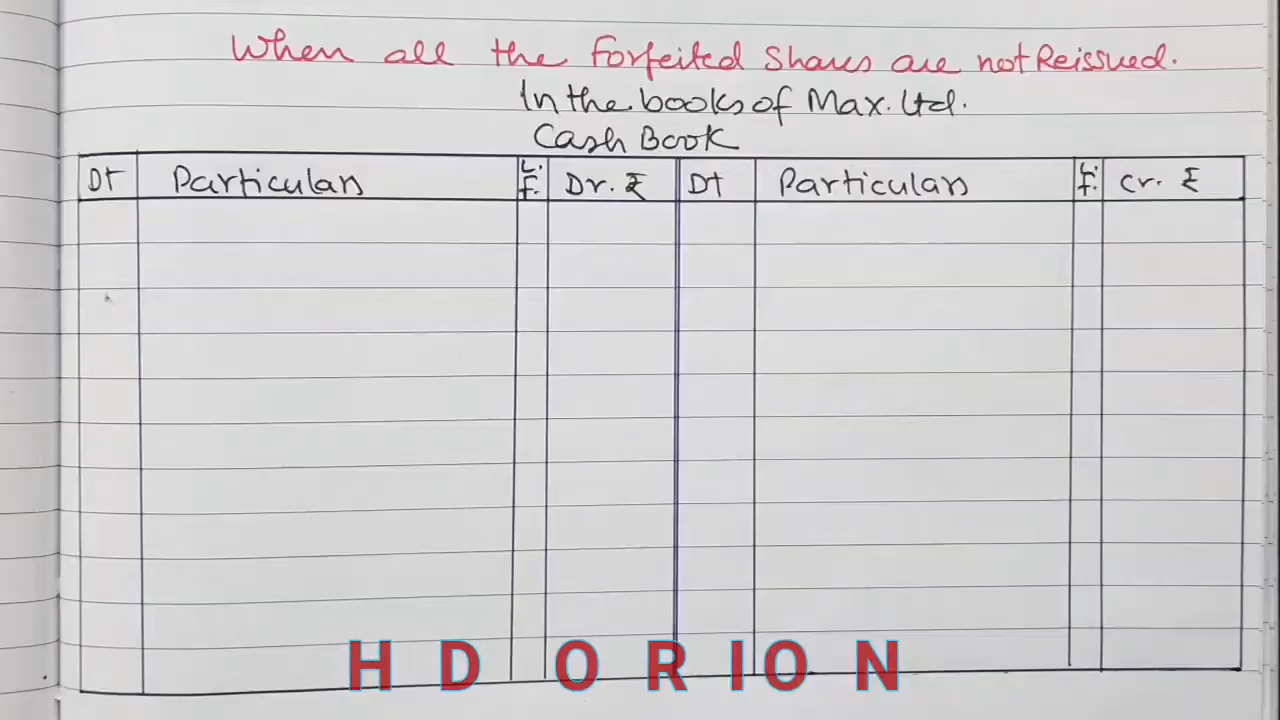 When all the Forfeited Shares are not Reissued.
In the books of Max. Ltd.
Cash Book
Dt Particulars L.F. Dr. ₹ Dt Particulars L.F. Cr. ₹
H D ORION